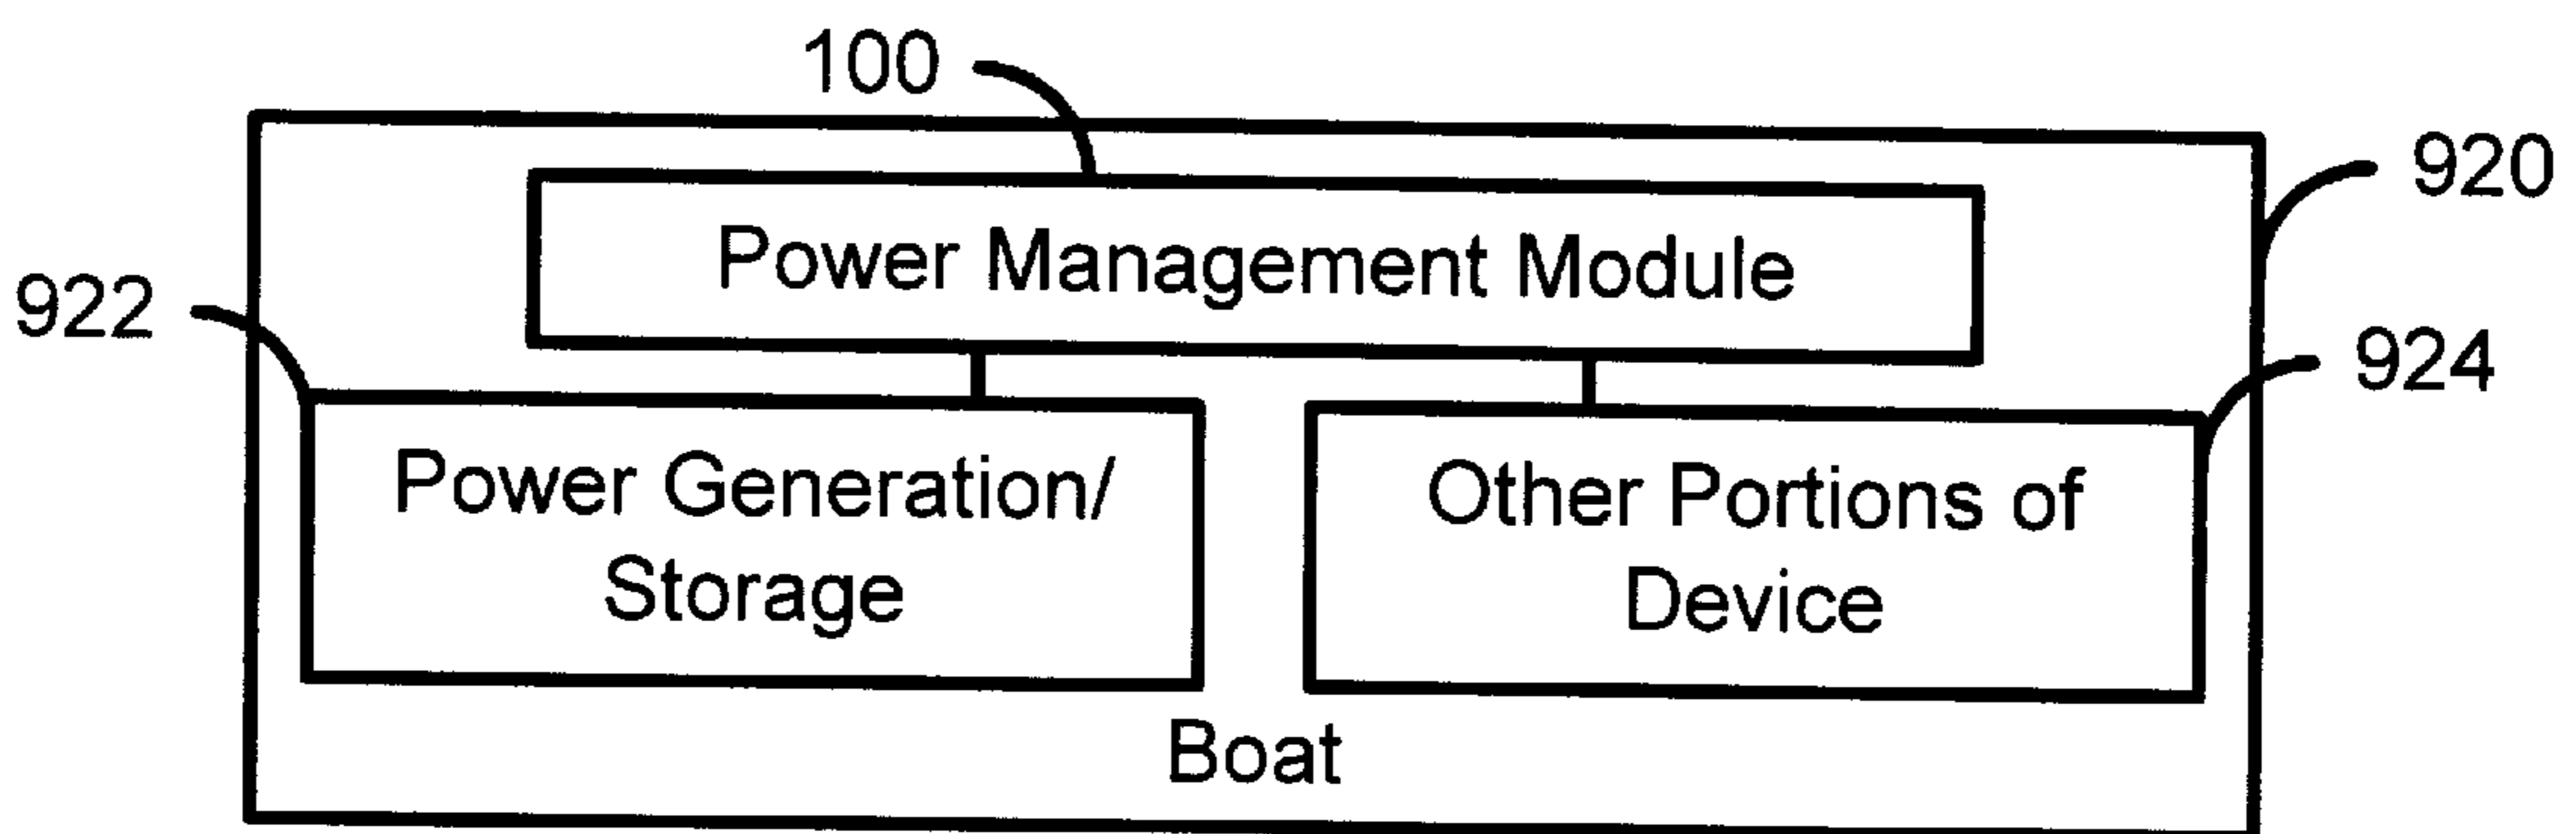 100
920
Power Management Module
922
924
Power Generation/
Storage
Other Portions of
Device
Boat